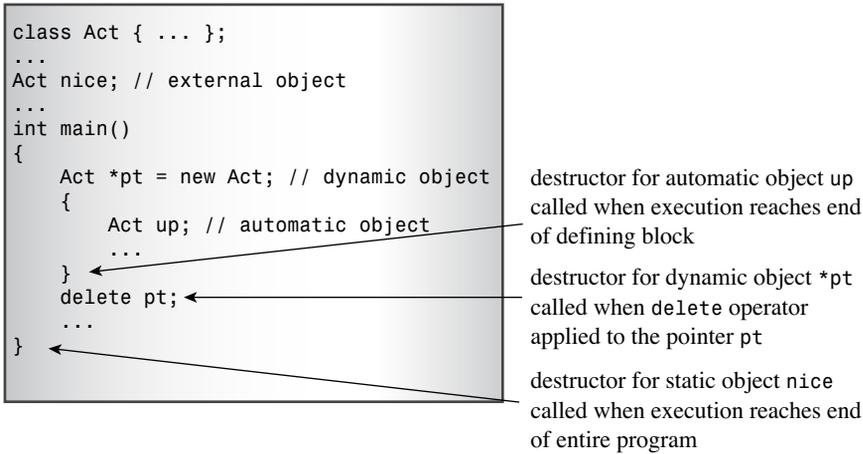 class Act { ... };
...
Act nice; // external object
...
int main()
{
    Act *pt = new Act; // dynamic object
    {
        Act up; // automatic object
        ...
    }
    delete pt;
    ...
}
destructor for automatic object up
called when execution reaches end
of defining block
destructor for dynamic object *pt
called when delete operator
applied to the pointer pt
destructor for static object nice
called when execution reaches end
of entire program